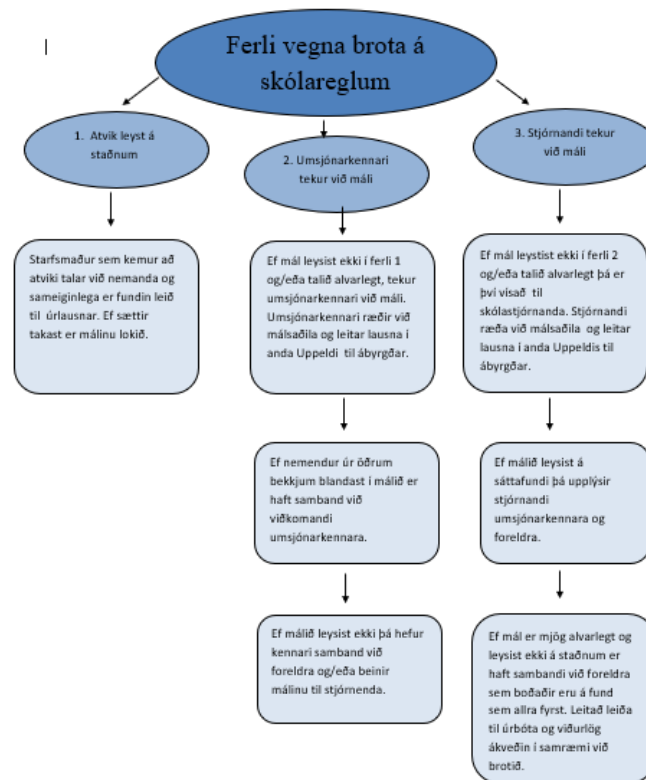 Ferli vegna brota á
skólareglum
1. Atvik leyst á
staðnum
2. Umsjónarkennari
tekur við máli
3. Stjórnandi tekur
við máli
Starfsmaður sem kemur að
atviki talar við nemanda og
sameiginlega er fundin leið
til úrlausnar. Ef sættir
takast er málinu lokið.
Ef mál leysist ekki í ferli 1
og/eða talið alvarlegt, tekur
umsjónarkennari við máli.
Umsjónarkennari ræðir við
málsaðila og leitar lausna í
anda Uppeldi til ábyrgðar.
Ef mál leystist ekki í ferli 2
og/eða talið alvarlegt þá er
því vísað til
skólastjórnanda. Stjórnandi
ræða við málsaðila og leitar
lausna í anda Uppeldis til
ábyrgðar.
Ef nemendur úr öðrum
bekkjum blandast í málið er
haft samband við
viðkomandi
umsjónarkennara.
Ef málið leysist á
sáttafundi þá upplýsir
stjórnandi
umsjónarkennara og
foreldra.
Ef málið leysist ekki þá hefur
kennari samband við
foreldra og/eða beinir
málinu til stjórnenda.
Ef mál er mjög alvarlegt og
leysist ekki á staðnum er
haft sambandi við foreldra
sem boðaðir eru á fund
sem allra fyrst. Leitað leiða
til úrbóta og viðurlög
ákveðin í samræmi við
brotið.